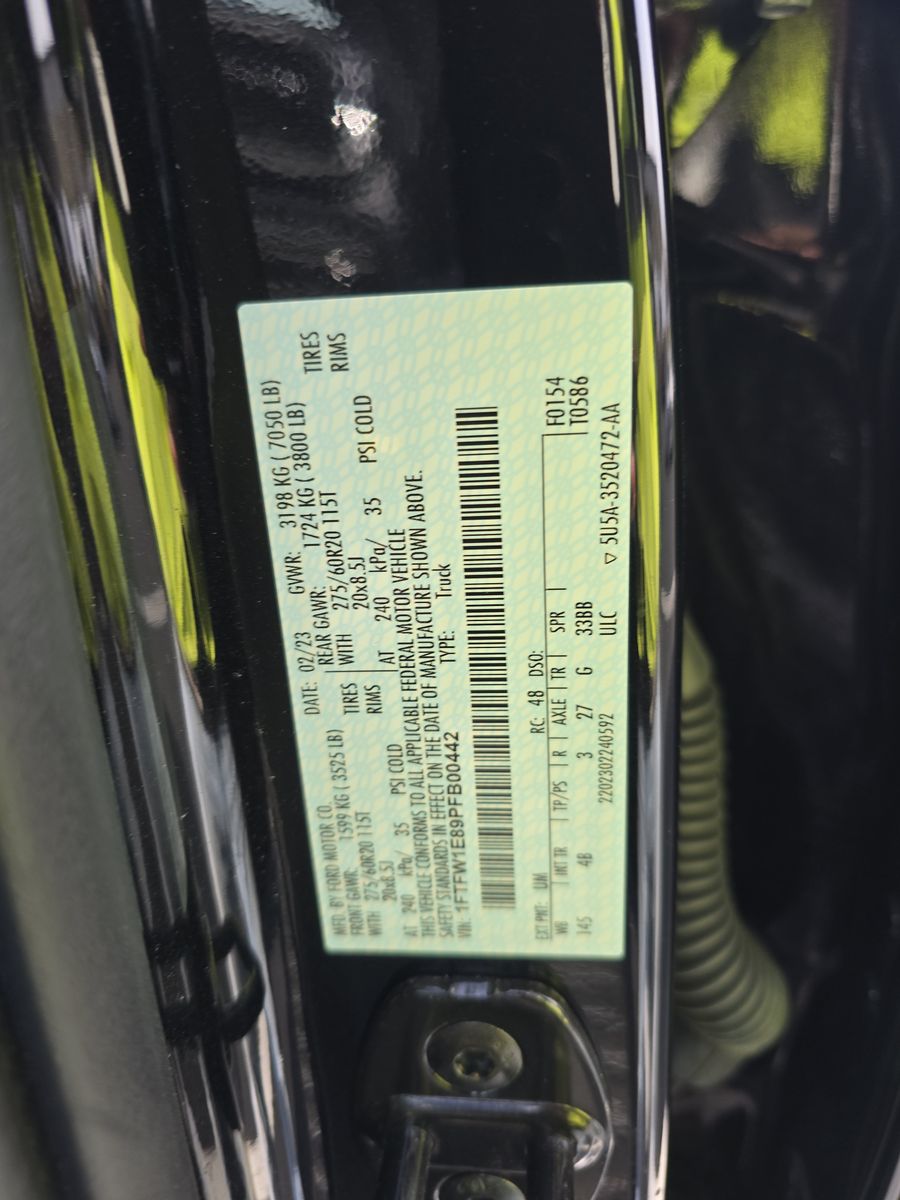 MFD. BY FORD MOTOR CO. DATE: 02/23 GVWR: 3198 KG ( 7050 LB)
FRONT GAWR: 1599 KG ( 3525 LB) REAR GAWR: 1724 KG ( 3800 LB)
WITH 275/60R20 115T TIRES WITH 275/60R20 115T TIRES
20x8.5J RIMS 20x8.5J RIMS
AT 240 kPa/ 35 PSI COLD AT 240 kPa/ 35 PSI COLD
THIS VEHICLE CONFORMS TO ALL APPLICABLE FEDERAL MOTOR VEHICLE
SAFETY STANDARDS IN EFFECT ON THE DATE OF MANUFACTURE SHOWN ABOVE.
VIN: 1FTFW1E89PFB00442 TYPE: Truck
EXT PNT: UM RC: 48 DSO: F0154
WB INT TR TP/PS R AXLE TR SPR T0586
145 4B 3 27 G 33BB
2202302240592 ULC ▽ 5U5A-3520472-AA